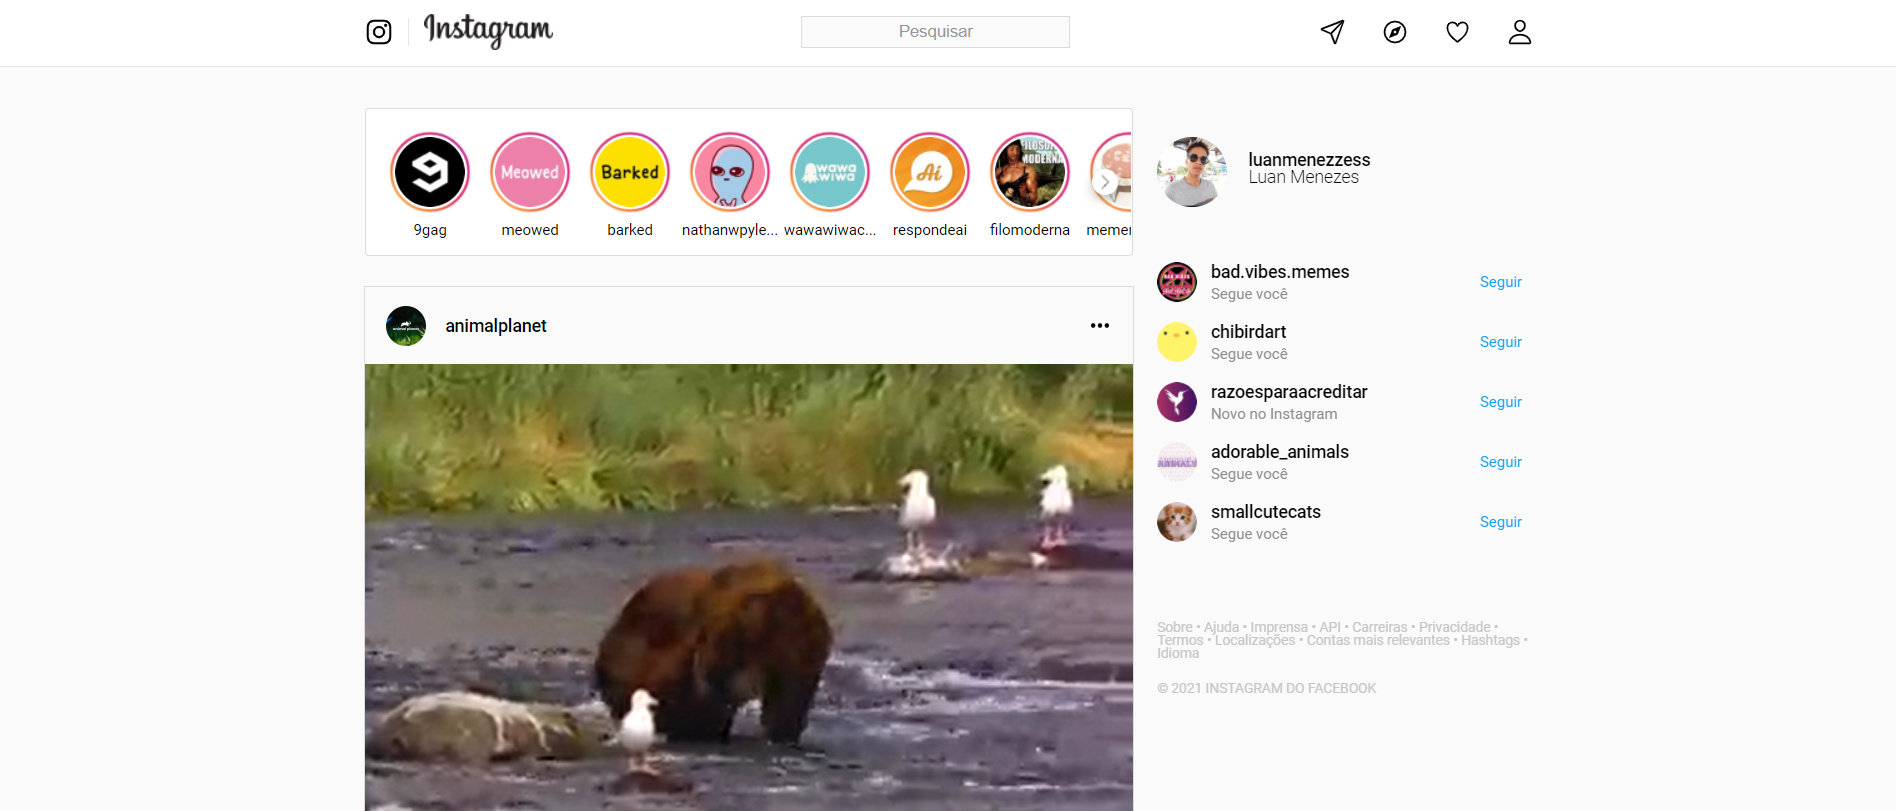 Instagram
Pesquisar
Meowed
Barked
wawa
wiwa
Ai
FILOSOFI
MODERNA
9gag
meowed
barked
nathanwpyle...
wawawiwac...
respondeai
filomoderna
memer
luanmenezzess
Luan Menezes
animalplanet
bad.vibes.memes
Segue você
Seguir
chibirdart
Segue você
Seguir
razoesparaacreditar
Novo no Instagram
Seguir
adorable_animals
Segue você
Seguir
smallcutecats
Segue você
Seguir
Sobre • Ajuda • Imprensa • API • Carreiras • Privacidade •
Termos • Localizações • Contas mais relevantes • Hashtags •
Idioma
© 2021 INSTAGRAM DO FACEBOOK